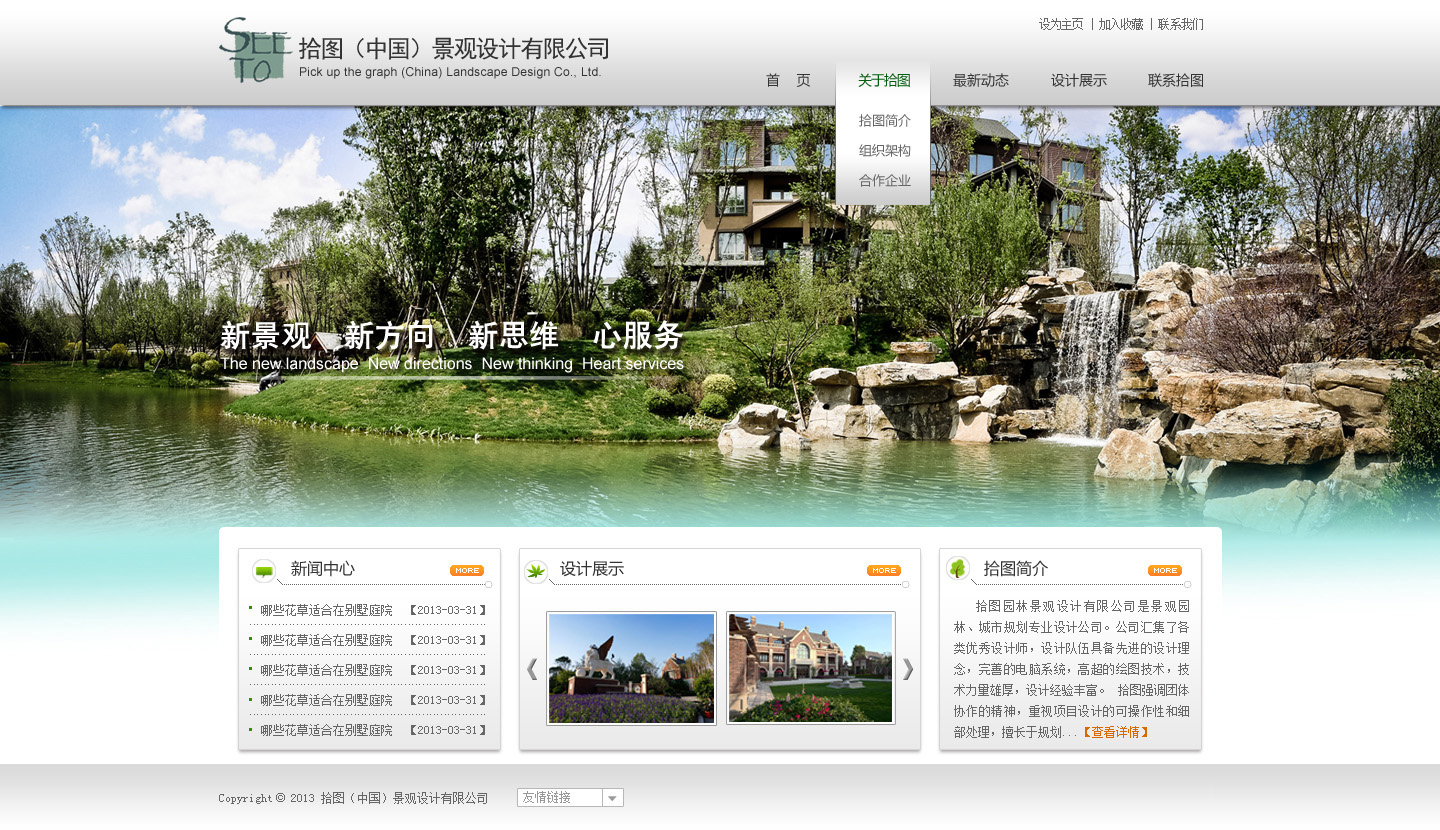 设为主页 | 加入收藏 | 联系我们
SEE TO
拾图（中国）景观设计有限公司
Pick up the graph (China) Landscape Design Co., Ltd.
首 页 关于拾图 最新动态 设计展示 联系拾图
拾图简介
组织架构
合作企业
新景观 新方向 新思维 心服务
The new landscape New directions New thinking Heart services
新闻中心 MORE
哪些花草适合在别墅庭院 【2013-03-31】
哪些花草适合在别墅庭院 【2013-03-31】
哪些花草适合在别墅庭院 【2013-03-31】
哪些花草适合在别墅庭院 【2013-03-31】
哪些花草适合在别墅庭院 【2013-03-31】
设计展示 MORE
拾图简介 MORE
拾图园林景观设计有限公司是景观园
林、城市规划专业设计公司。公司汇集了各
类优秀设计师，设计队伍具备先进的设计理
念，完善的电脑系统，高超的绘图技术，技
术力量雄厚，设计经验丰富。 拾图强调团体
协作的精神，重视项目设计的可操作性和细
部处理，擅长于规划...【查看详情】
Copyright © 2013 拾图（中国）景观设计有限公司 友情链接